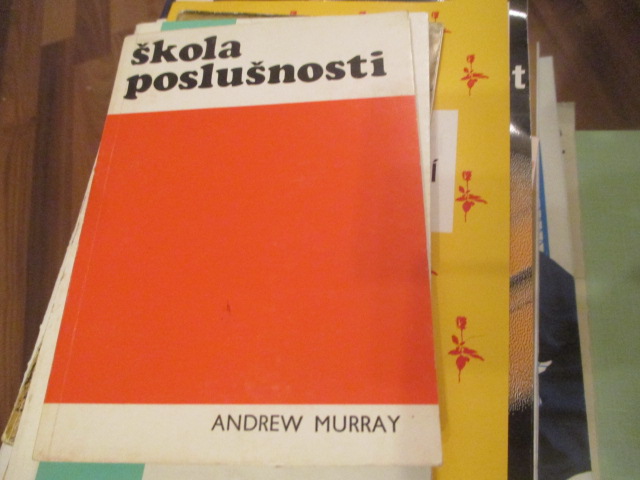 škola
poslušnosti
ANDREW MURRAY
í
t